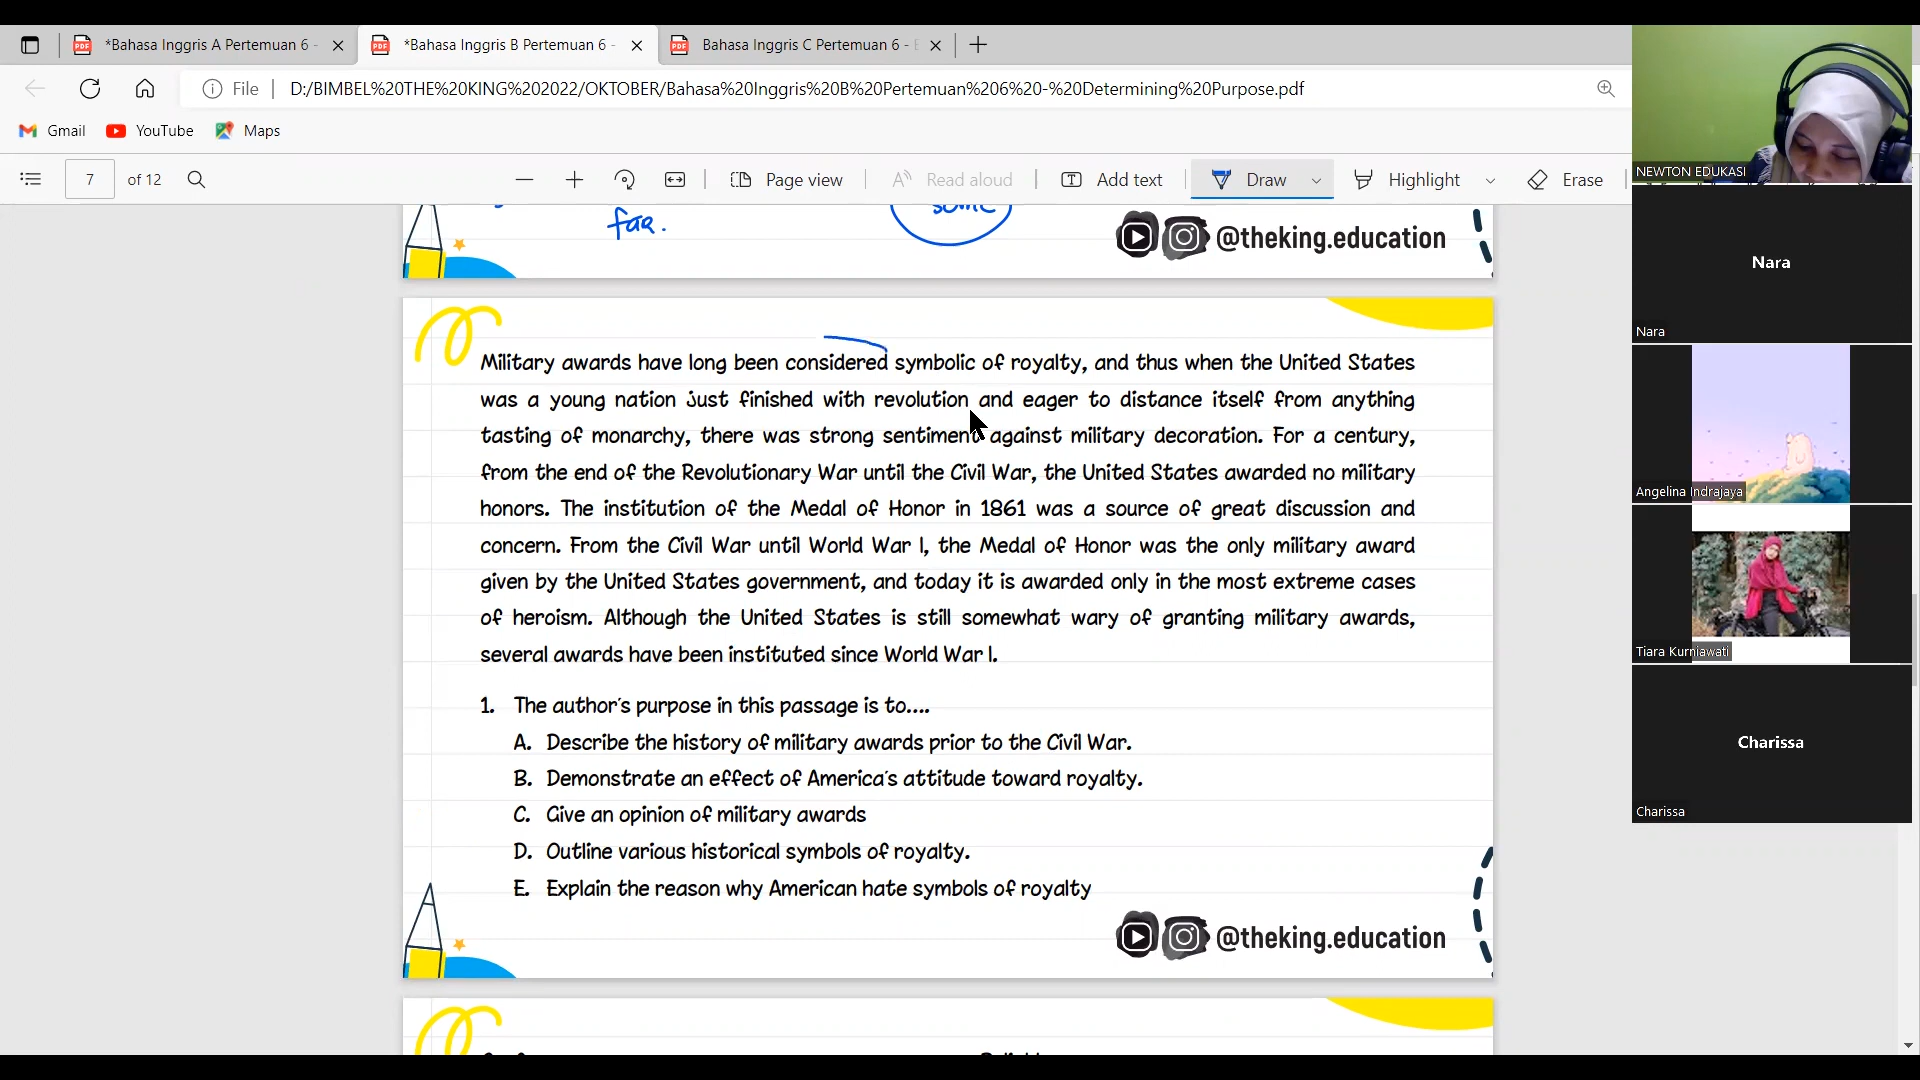 *Bahasa Inggris A Pertemuan 6 -
*Bahasa Inggris B Pertemuan 6 -
Bahasa Inggris C Pertemuan 6 -
File
D:/BIMBEL%20THE%20KING%202022/OKTOBER/Bahasa%20Inggris%20B%20Pertemuan%206%20-%20Determining%20Purpose.pdf
Gmail
YouTube
Maps
7 of 12
Page view
Read aloud
Add text
Draw
Highlight
Erase
far.
some
@theking.education
Military awards have long been considered symbolic of royalty, and thus when the United States
was a young nation just finished with revolution and eager to distance itself from anything
tasting of monarchy, there was strong sentiment against military decoration. For a century,
from the end of the Revolutionary War until the Civil War, the United States awarded no military
honors. The institution of the Medal of Honor in 1861 was a source of great discussion and
concern. From the Civil War until World War I, the Medal of Honor was the only military award
given by the United States government, and today it is awarded only in the most extreme cases
of heroism. Although the United States is still somewhat wary of granting military awards,
several awards have been instituted since World War I.
1. The author's purpose in this passage is to....
A. Describe the history of military awards prior to the Civil War.
B. Demonstrate an effect of America's attitude toward royalty.
C. Give an opinion of military awards
D. Outline various historical symbols of royalty.
E. Explain the reason why American hate symbols of royalty
@theking.education
NEWTON EDUKASI
Nara
Nara
Angelina Indrajaya
Tiara Kurniawati
Charissa
Charissa